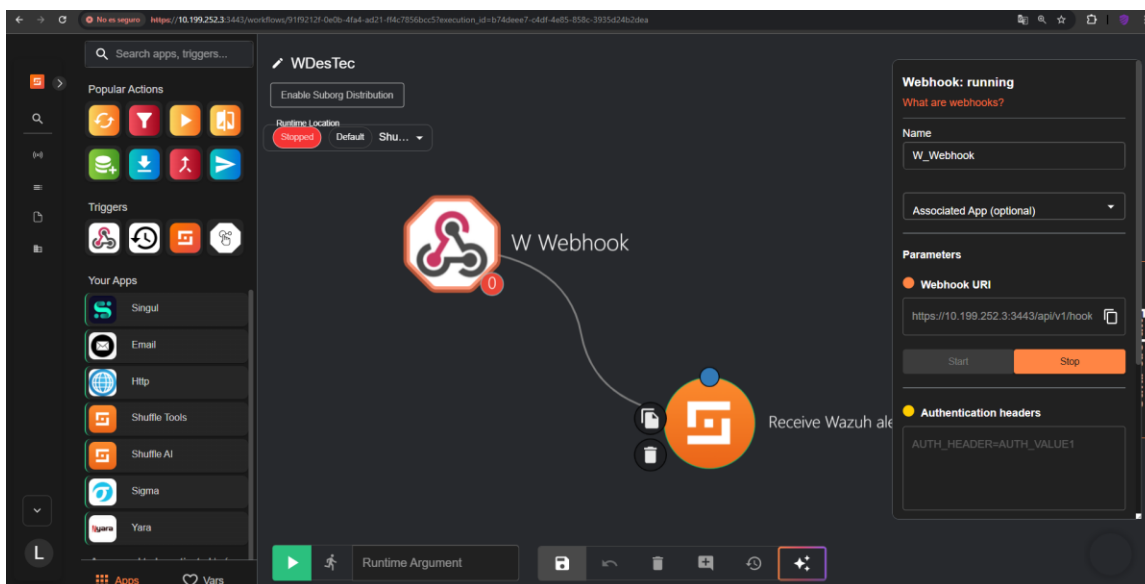 No es seguro https://10.199.252.3:3443/workflows/91f9212f-0e0b-4fa4-ad21-ff4c7856bcc5?execution_id=b74deee7-c4df-4e85-858c-3935d24b2dea
Search apps, triggers...
Popular Actions
Triggers
Your Apps
Singul
Email
Http
Shuffle Tools
Shuffle AI
Sigma
Yara
Apps
Vars
L
WDesTec
Enable Suborg Distribution
Runtime Location
Stopped Default Shu...
W Webhook
0
Receive Wazuh ale
Runtime Argument
Webhook: running
What are webhooks?
Name
W_Webhook
Associated App (optional)
Parameters
Webhook URI
https://10.199.252.3:3443/api/v1/hook
Start Stop
Authentication headers
AUTH_HEADER=AUTH_VALUE1